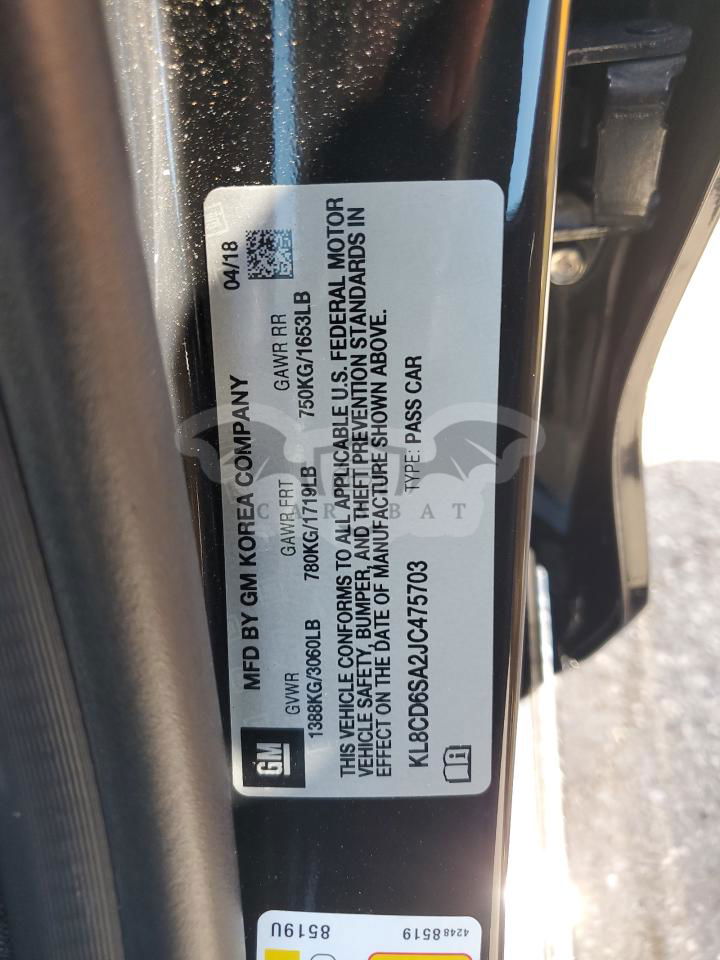 04/18
MFD BY GM KOREA COMPANY
GM
GVWR GAWR FRT GAWR RR
1388KG/3060LB 780KG/1719LB 750KG/1653LB
THIS VEHICLE CONFORMS TO ALL APPLICABLE U.S. FEDERAL MOTOR
VEHICLE SAFETY, BUMPER, AND THEFT PREVENTION STANDARDS IN
EFFECT ON THE DATE OF MANUFACTURE SHOWN ABOVE.
KL8CD6SA2JC475703 TYPE: PASS CAR
CAR BAT
42488519
8519U